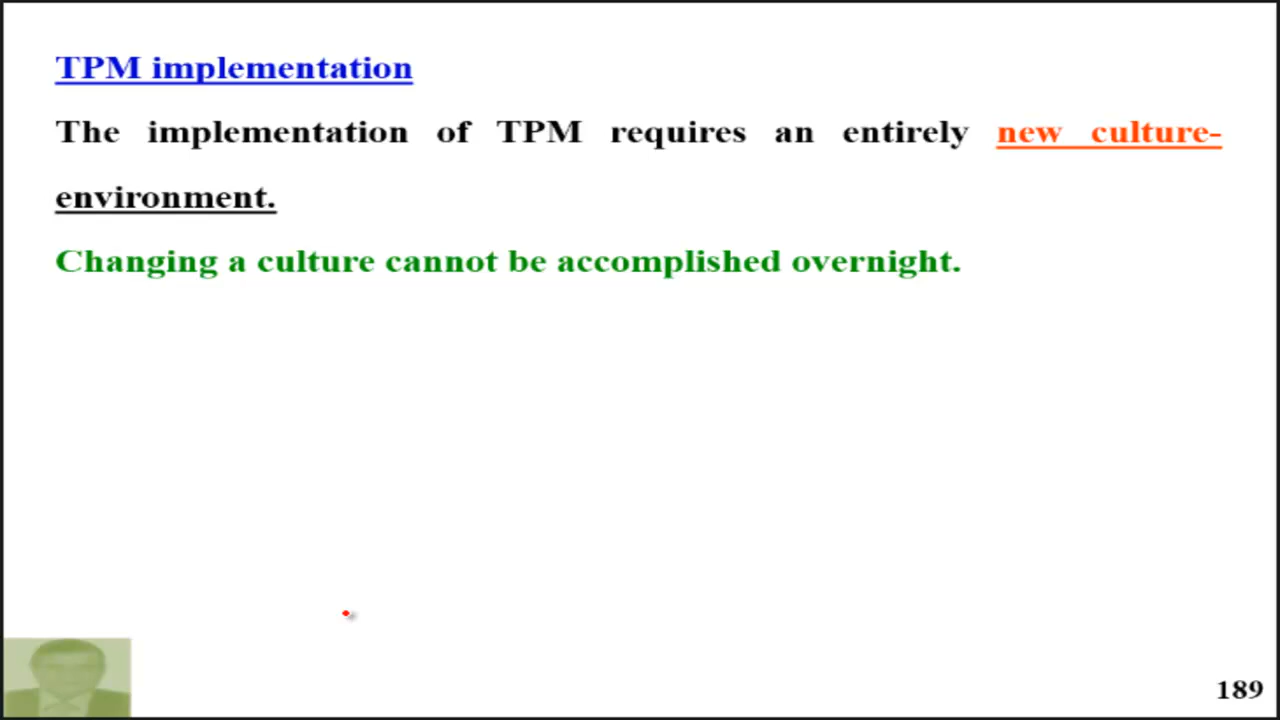 TPM implementation
The implementation of TPM requires an entirely new culture-
environment.
Changing a culture cannot be accomplished overnight.
189